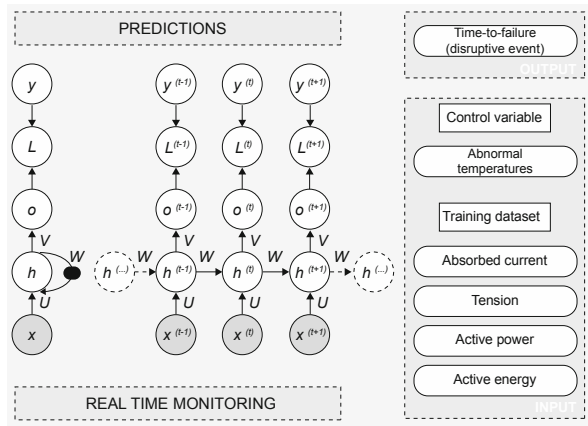 PREDICTIONS
y y (t-1) y (t) y (t+1)
L L (t-1) L (t) L (t+1)
o o (t-1) o (t) o (t+1)
V V V V
W W W W W
h h (...) h (t-1) h (t) h (t+1) h (...)
U U U U
x x (t-1) x (t) x (t+1)
REAL TIME MONITORING
Time-to-failure
(disruptive event)
OUTPUT
Control variable
Abnormal
temperatures
Training dataset
Absorbed current
Tension
Active power
Active energy
INPUT